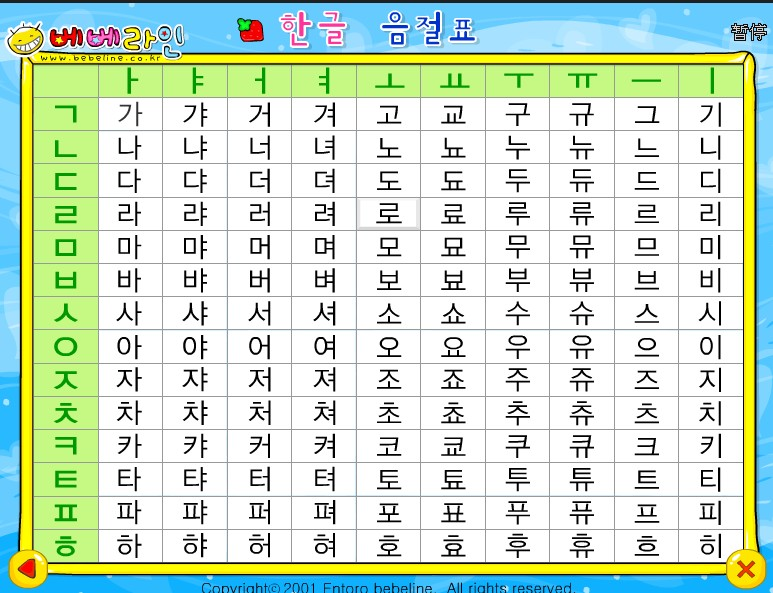 베베라인
www.bebeline.co.kr
한글 음절표
暂停
ㅏ ㅑ ㅓ ㅕ ㅗ ㅛ ㅜ ㅠ ㅡ ㅣ
ㄱ 가 갸 거 겨 고 교 구 규 그 기
ㄴ 나 냐 너 녀 노 뇨 누 뉴 느 니
ㄷ 다 댜 더 뎌 도 됴 두 듀 드 디
ㄹ 라 랴 러 려 로 료 루 류 르 리
ㅁ 마 먀 머 며 모 묘 무 뮤 므 미
ㅂ 바 뱌 버 벼 보 뵤 부 뷰 브 비
ㅅ 사 샤 서 셔 소 쇼 수 슈 스 시
ㅇ 아 야 어 여 오 요 우 유 으 이
ㅈ 자 쟈 저 져 조 죠 주 쥬 즈 지
ㅊ 차 챠 처 쳐 초 쵸 추 츄 츠 치
ㅋ 카 캬 커 켜 코 쿄 쿠 큐 크 키
ㅌ 타 탸 터 텨 토 툐 투 튜 트 티
ㅍ 파 퍄 퍼 펴 포 표 푸 퓨 프 피
ㅎ 하 햐 허 혀 호 효 후 휴 흐 히
Copyright© 2001 Entoro bebeline. All rights reserved.